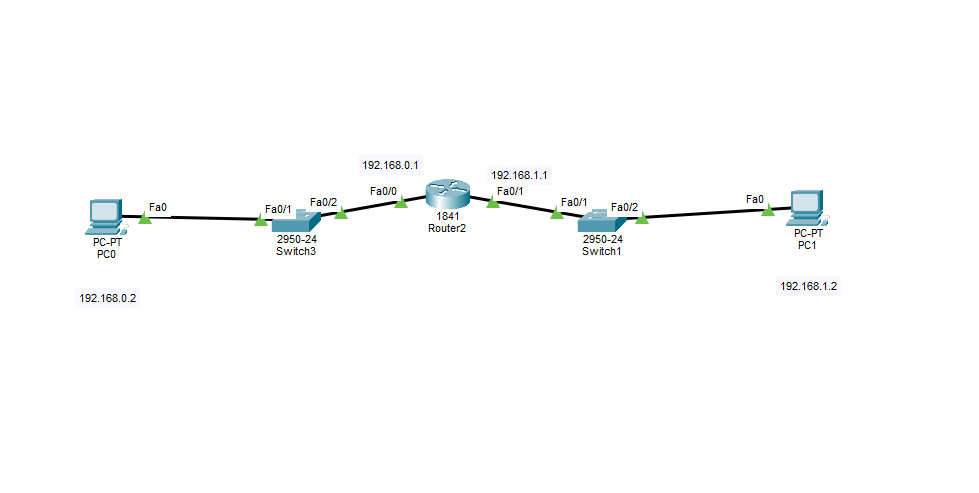 192.168.0.1
192.168.1.1
Fa0/0
Fa0/1
Fa0
Fa0/1
Fa0/2
1841
Router2
Fa0/1
Fa0/2
Fa0
PC-PT
PC0
2950-24
Switch3
2950-24
Switch1
PC-PT
PC1
192.168.0.2
192.168.1.2